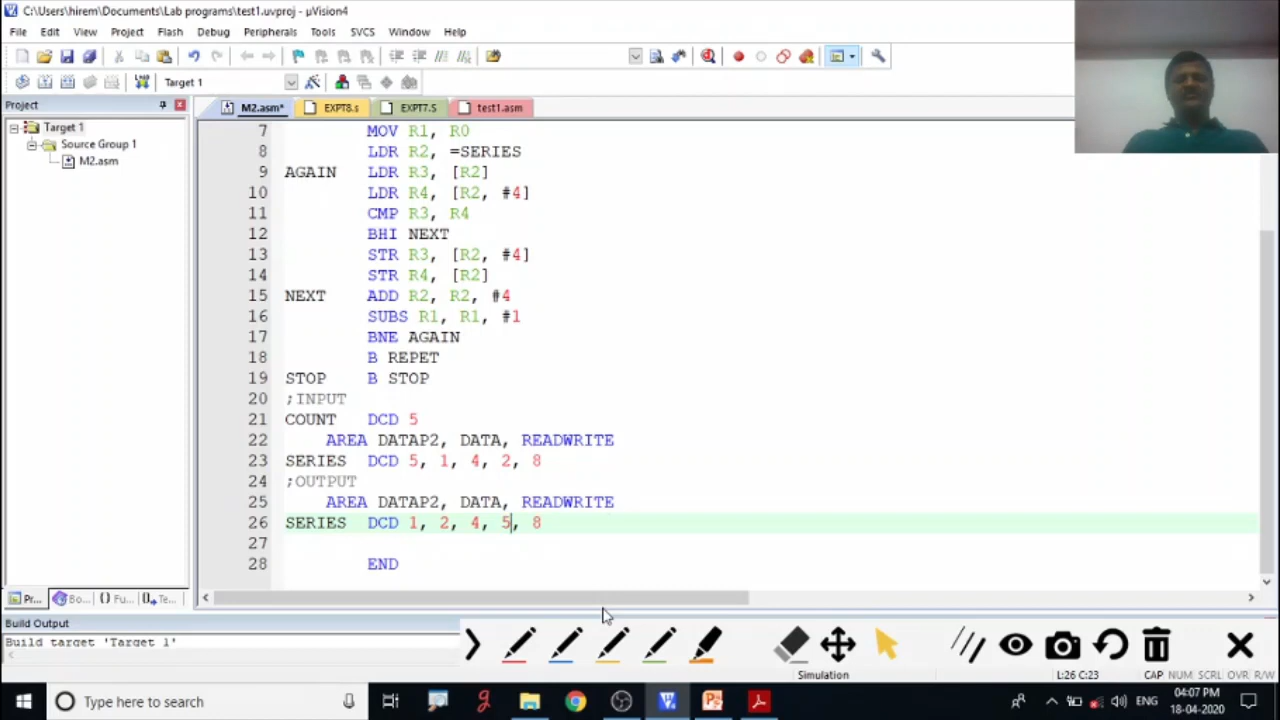 C:\Users\hirem\Documents\Lab programs\test1.uvproj - µVision4
File Edit View Project Flash Debug Peripherals Tools SVCS Window Help
Target 1
Project
M2.asm* EXPT8.s EXPT7.S test1.asm
Target 1
Source Group 1
M2.asm
7 MOV R1, R0
8 LDR R2, =SERIES
9 AGAIN LDR R3, [R2]
10 LDR R4, [R2, #4]
11 CMP R3, R4
12 BHI NEXT
13 STR R3, [R2, #4]
14 STR R4, [R2]
15 NEXT ADD R2, R2, #4
16 SUBS R1, R1, #1
17 BNE AGAIN
18 B REPET
19 STOP B STOP
20 ;INPUT
21 COUNT DCD 5
22 AREA DATAP2, DATA, READWRITE
23 SERIES DCD 5, 1, 4, 2, 8
24 ;OUTPUT
25 AREA DATAP2, DATA, READWRITE
26 SERIES DCD 1, 2, 4, 5, 8
27
28 END
Pr... Bo... {} Fu... Te...
Build Output
Build target 'Target 1'
Simulation L:26 C:23 CAP NUM SCRL OVR R/W
Type here to search
ENG
04:07 PM
18-04-2020